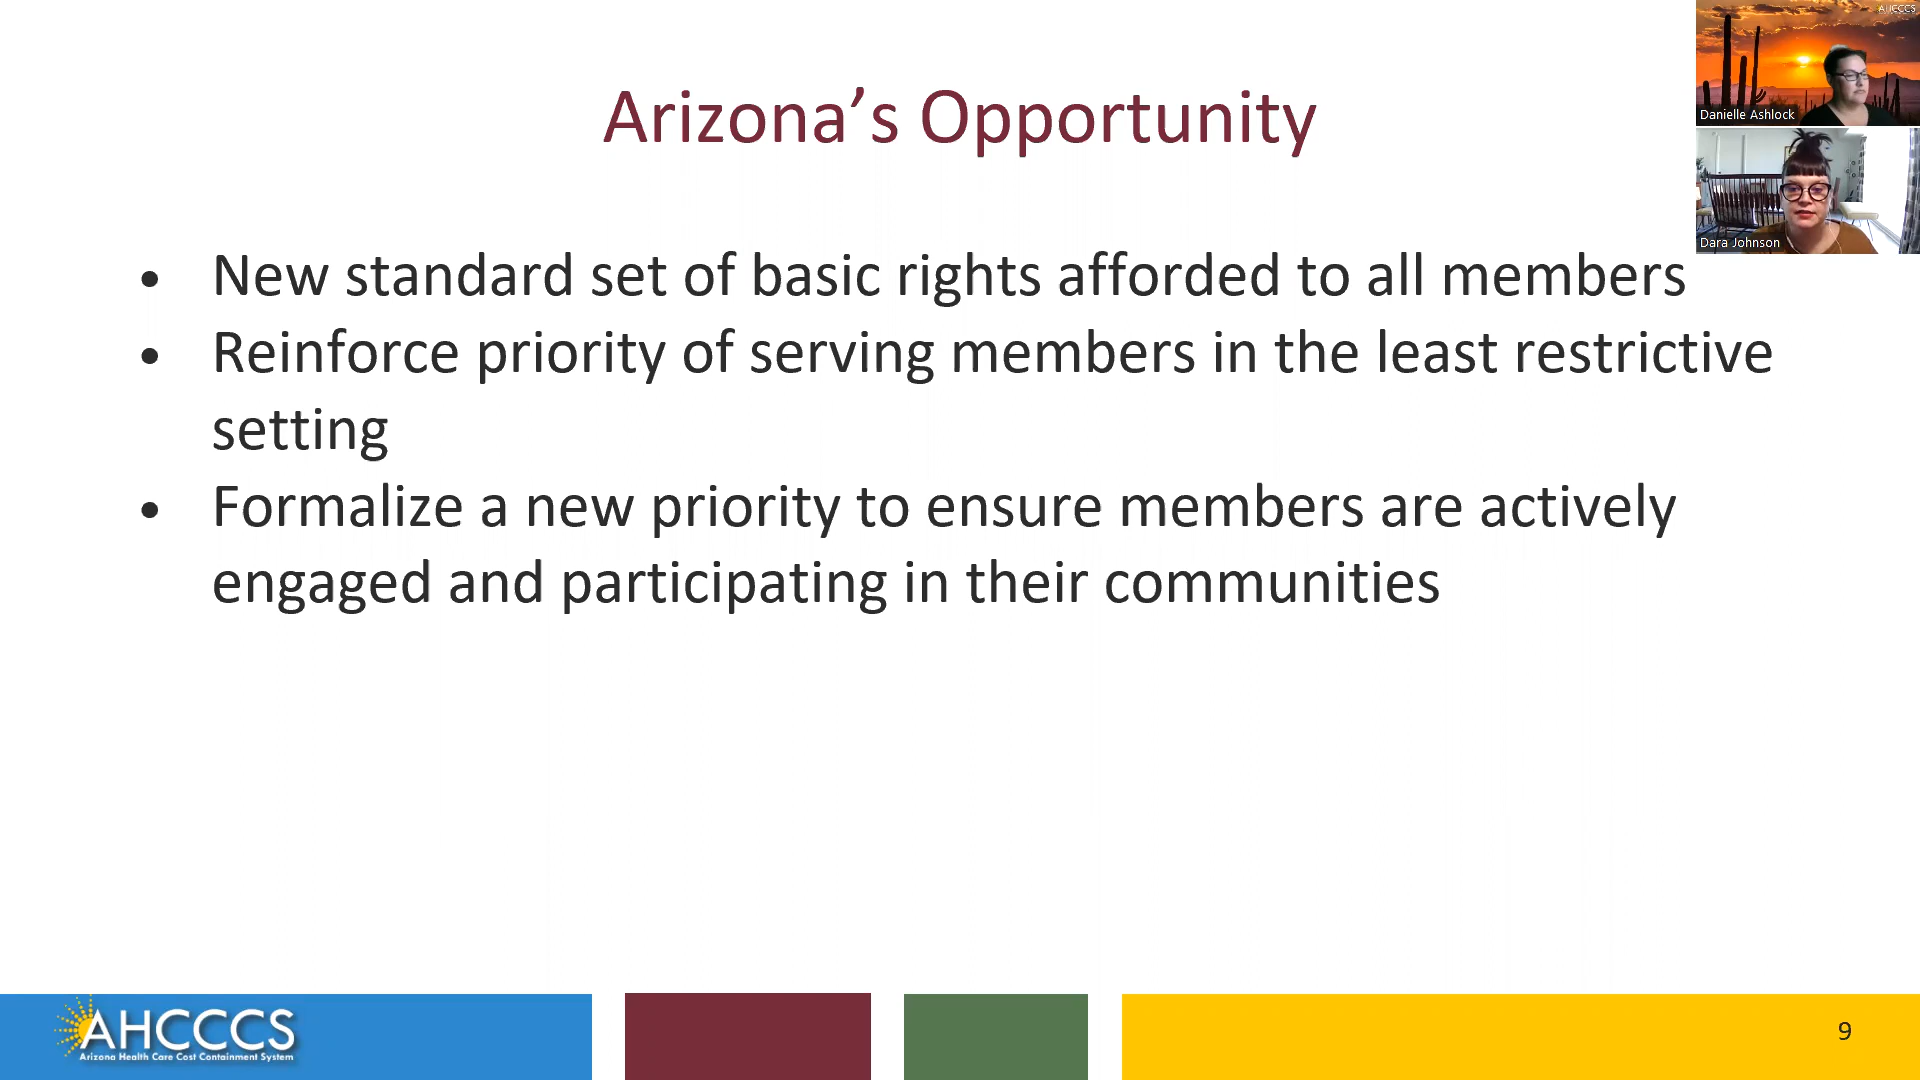 Arizona’s Opportunity
• New standard set of basic rights afforded to all members
• Reinforce priority of serving members in the least restrictive
setting
• Formalize a new priority to ensure members are actively
engaged and participating in their communities
AHCCCS
Danielle Ashlock
Dara Johnson
AHCCCS
Arizona Health Care Cost Containment System
9